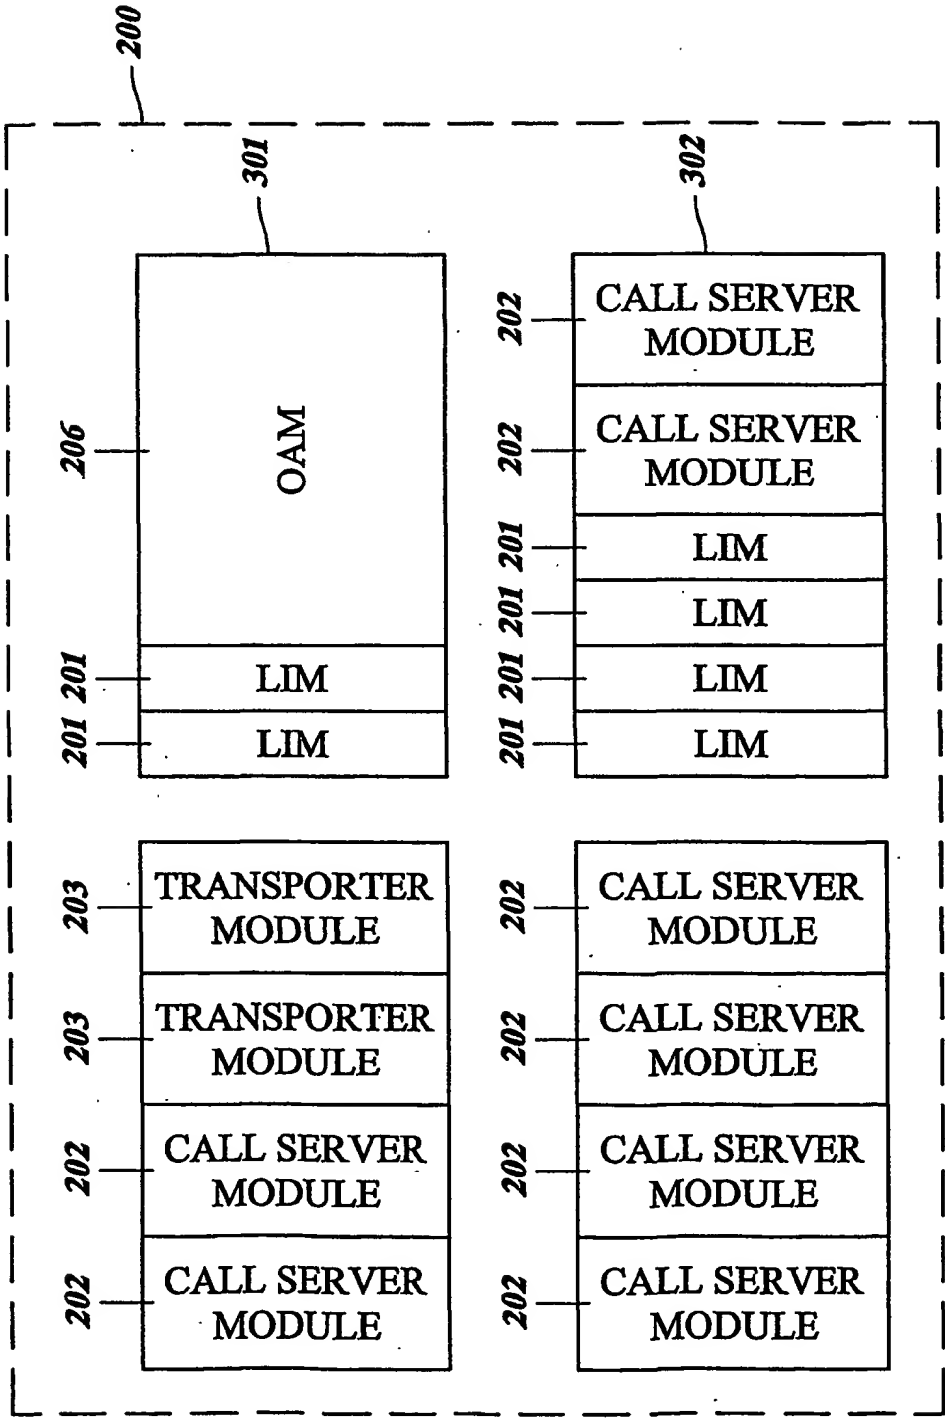 200
301
302
206
OAM
201
LIM
201
LIM
202
CALL SERVER
MODULE
202
CALL SERVER
MODULE
201
LIM
201
LIM
201
LIM
201
LIM
203
TRANSPORTER
MODULE
203
TRANSPORTER
MODULE
202
CALL SERVER
MODULE
202
CALL SERVER
MODULE
202
CALL SERVER
MODULE
202
CALL SERVER
MODULE
202
CALL SERVER
MODULE
202
CALL SERVER
MODULE